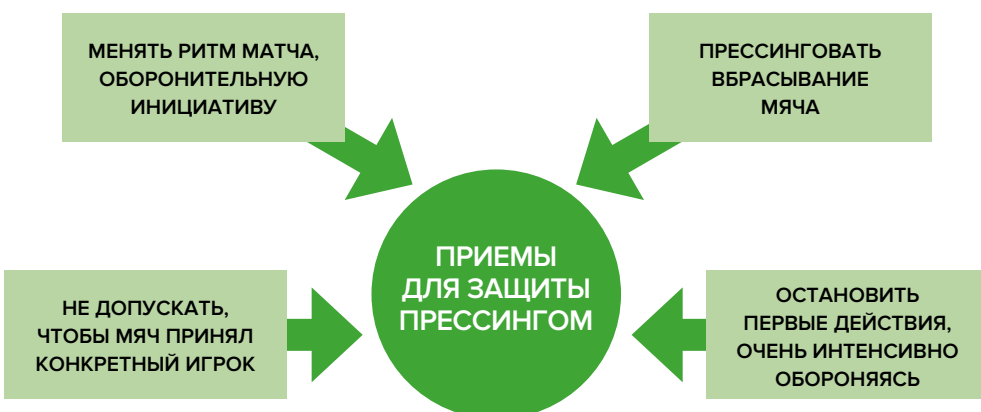 МЕНЯТЬ РИТМ МАТЧА,
ОБОРОНИТЕЛЬНУЮ
ИНИЦИАТИВУ
ПРЕССИНГОВАТЬ
ВБРАСЫВАНИЕ
МЯЧА
ПРИЕМЫ
ДЛЯ ЗАЩИТЫ
ПРЕССИНГОМ
НЕ ДОПУСКАТЬ,
ЧТОБЫ МЯЧ ПРИНЯЛ
КОНКРЕТНЫЙ ИГРОК
ОСТАНОВИТЬ
ПЕРВЫЕ ДЕЙСТВИЯ,
ОЧЕНЬ ИНТЕНСИВНО
ОБОРОНЯЯСЬ